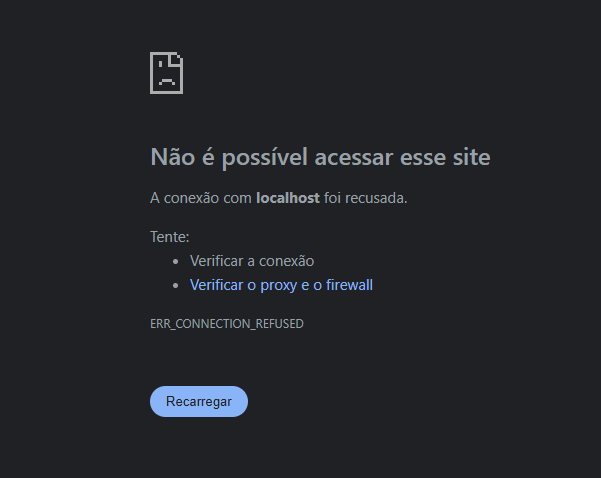 Não é possível acessar esse site
A conexão com localhost foi recusada.
Tente:
Verificar a conexão
Verificar o proxy e o firewall
ERR_CONNECTION_REFUSED
Recarregar